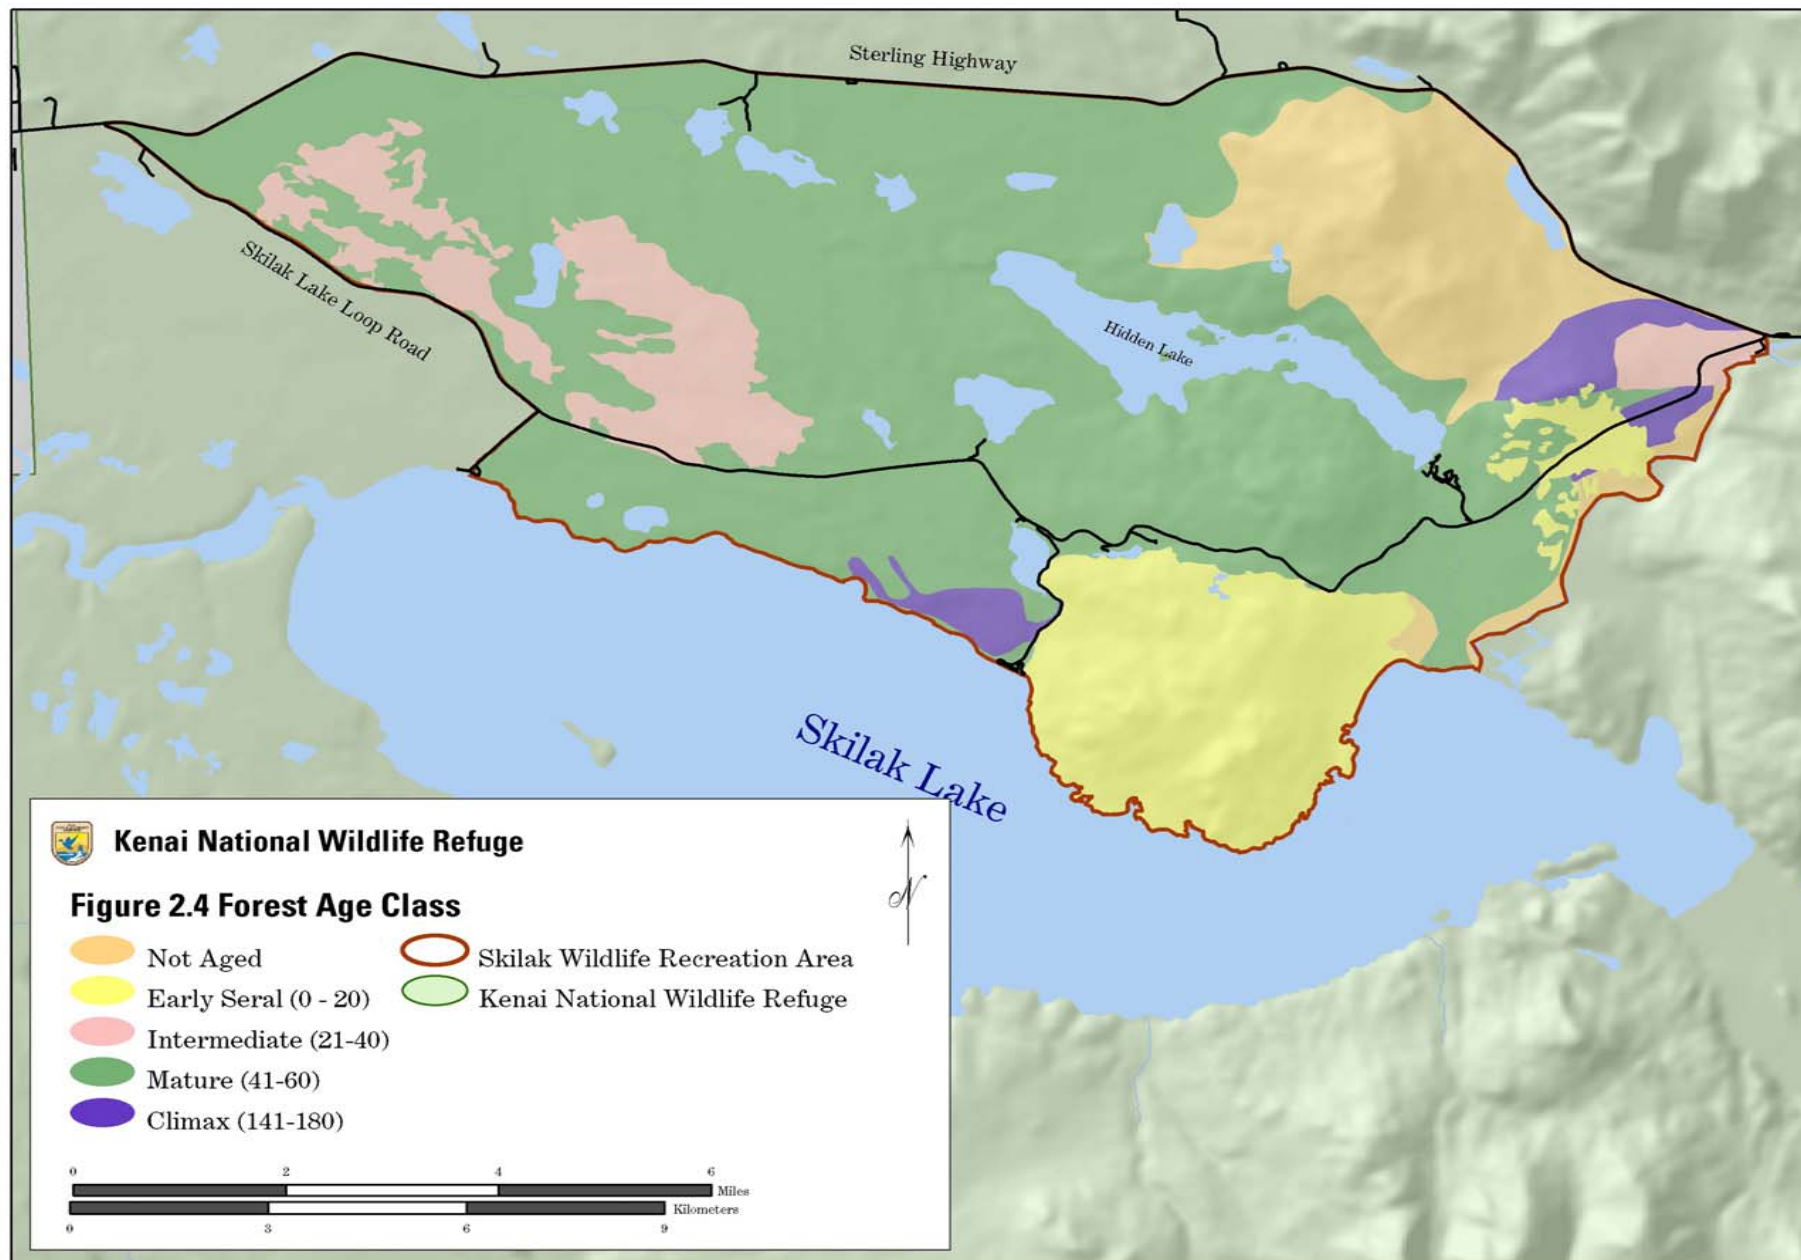 Sterling Highway
Skilak Lake Loop Road
Hidden Lake
Skilak Lake
Kenai National Wildlife Refuge
N
Figure 2.4 Forest Age Class
Not Aged
Early Seral (0 - 20)
Intermediate (21-40)
Mature (41-60)
Climax (141-180)
Skilak Wildlife Recreation Area
Kenai National Wildlife Refuge
0 2 4 6
Miles
Kilometers
0 3 6 9